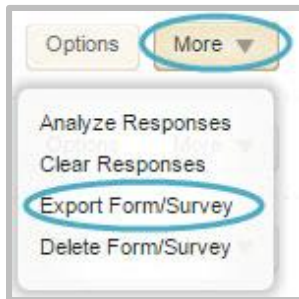 Options More
Analyze Responses
Clear Responses
Export Form/Survey
Delete Form/Survey